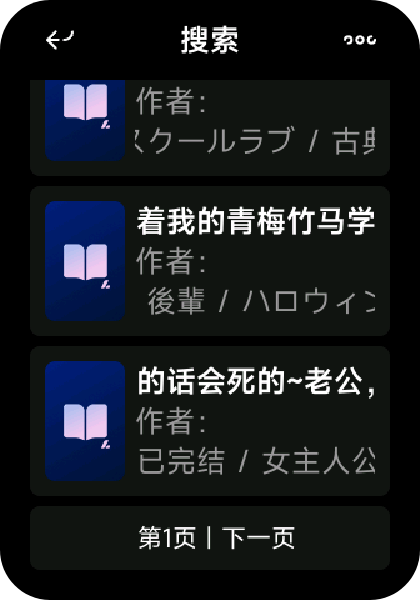 搜索
作者:
スクールラブ / 古典
着我的青梅竹马学
作者:
後輩 / ハロウィン
的话会死的~老公，
作者:
已完结 / 女主人公
第1页 | 下一页